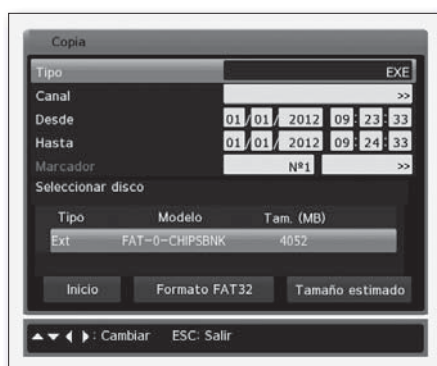 Copia
Tipo EXE
Canal >>
Desde 01/01/ 2012 09:23:33
Hasta 01/01/ 2012 09:24:33
Marcador Nº1 >>
Seleccionar disco
Tipo Modelo Tam. (MB)
Ext FAT-0-CHIPSBNK 4052
Inicio Formato FAT32 Tamaño estimado
: Cambiar ESC: Salir